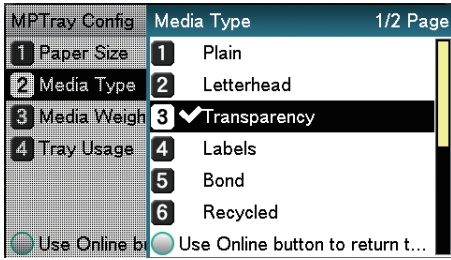 MPTray Config
1 Paper Size
2 Media Type
3 Media Weigh
4 Tray Usage
Use Online bu
Media Type 1/2 Page
1 Plain
2 Letterhead
3 Transparency
4 Labels
5 Bond
6 Recycled
Use Online button to return t...